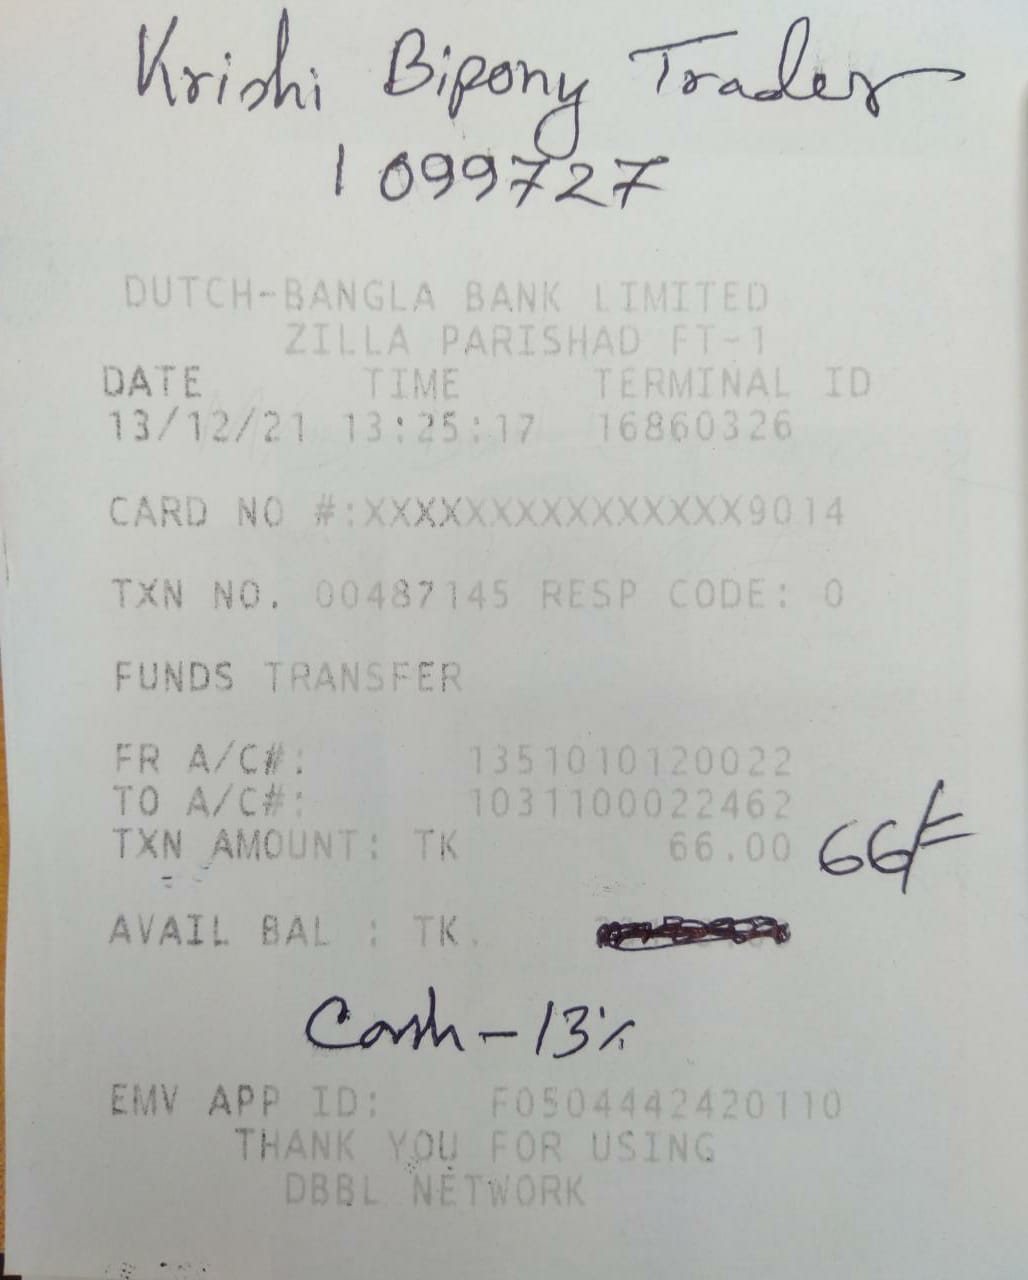 Krishi Bipony Trader
1099727
DUTCH-BANGLA BANK LIMITED
ZILLA PARISHAD FT-1
DATE TIME TERMINAL ID
13/12/21 13:25:17 16860326
CARD NO #:XXXXXXXXXXXXXXXX9014
TXN NO. 00487145 RESP CODE: 0
FUNDS TRANSFER
FR A/C#: 1351010120022
TO A/C#: 1031100022462
TXN AMOUNT: TK 66.00 66/=
AVAIL BAL : TK.
Cash - 13%
EMV APP ID: F0504442420110
THANK YOU FOR USING
DBBL NETWORK